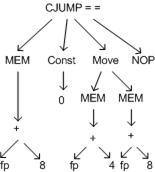 CJUMP = =
MEM Const Move NOP
0 MEM MEM
+ + +
fp 8 fp 4 fp 8